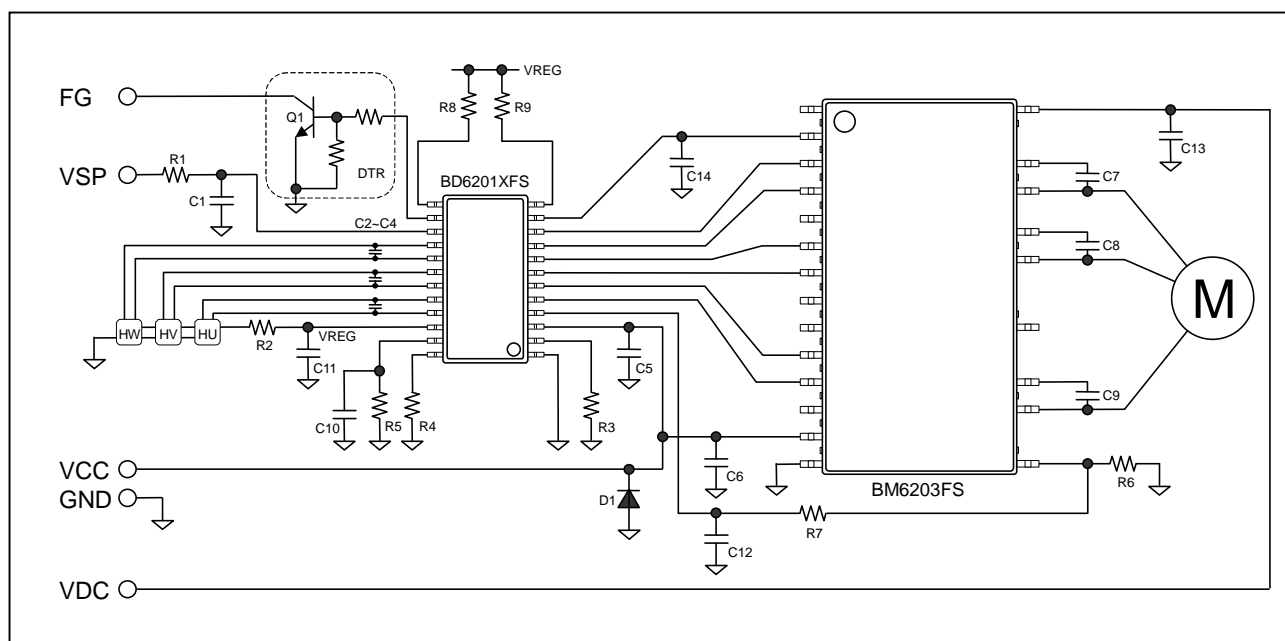 VREG
FG
R8
R9
Q1
DTR
C14
C13
R1
VSP
C7
BD6201XFS
C1
C2~C4
C8
M
HW
HV
HU
VREG
R2
C11
C5
C9
C10
R5
R4
R3
VCC
C6
R6
GND
D1
BM6203FS
R7
C12
VDC